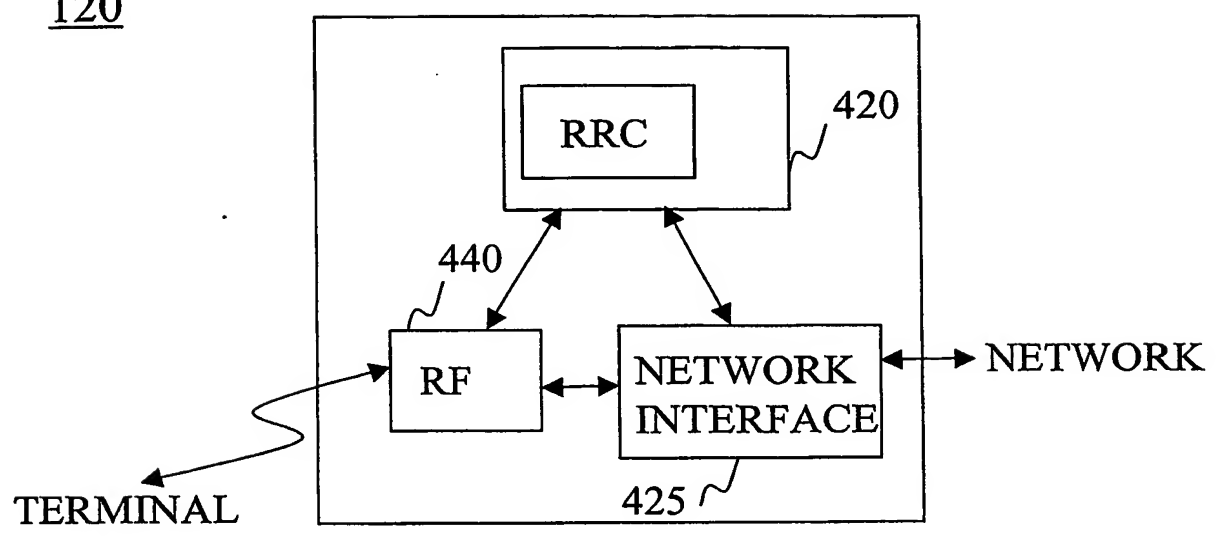 120
420
RRC
440
RF
NETWORK
INTERFACE
NETWORK
425
TERMINAL